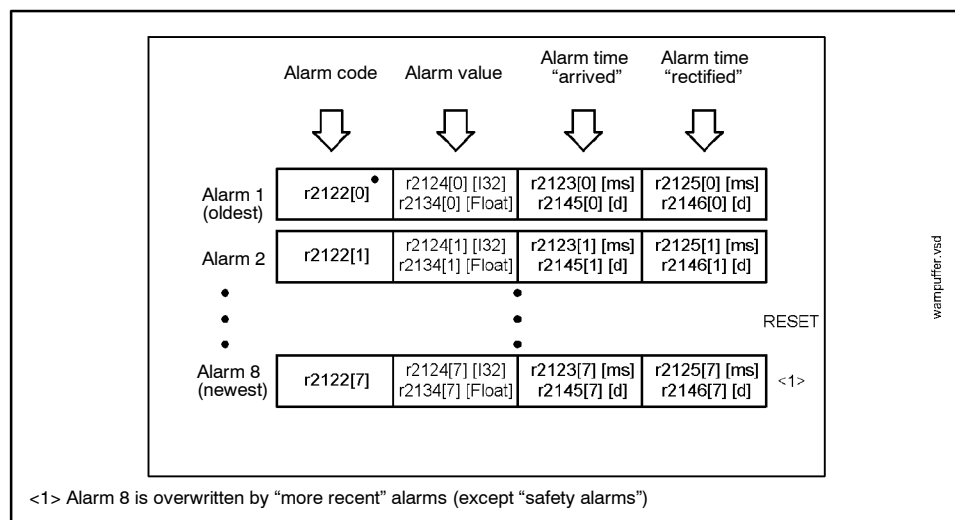 Alarm code Alarm value Alarm time "arrived" Alarm time "rectified"
Alarm 1 (oldest) r2122[0] r2124[0] [I32] r2134[0] [Float] r2123[0] [ms] r2145[0] [d] r2125[0] [ms] r2146[0] [d]
Alarm 2 r2122[1] r2124[1] [I32] r2134[1] [Float] r2123[1] [ms] r2145[1] [d] r2125[1] [ms] r2146[1] [d]
RESET
Alarm 8 (newest) r2122[7] r2124[7] [I32] r2134[7] [Float] r2123[7] [ms] r2145[7] [d] r2125[7] [ms] r2146[7] [d] <1>
wampuffer.vsd
<1> Alarm 8 is overwritten by "more recent" alarms (except "safety alarms")